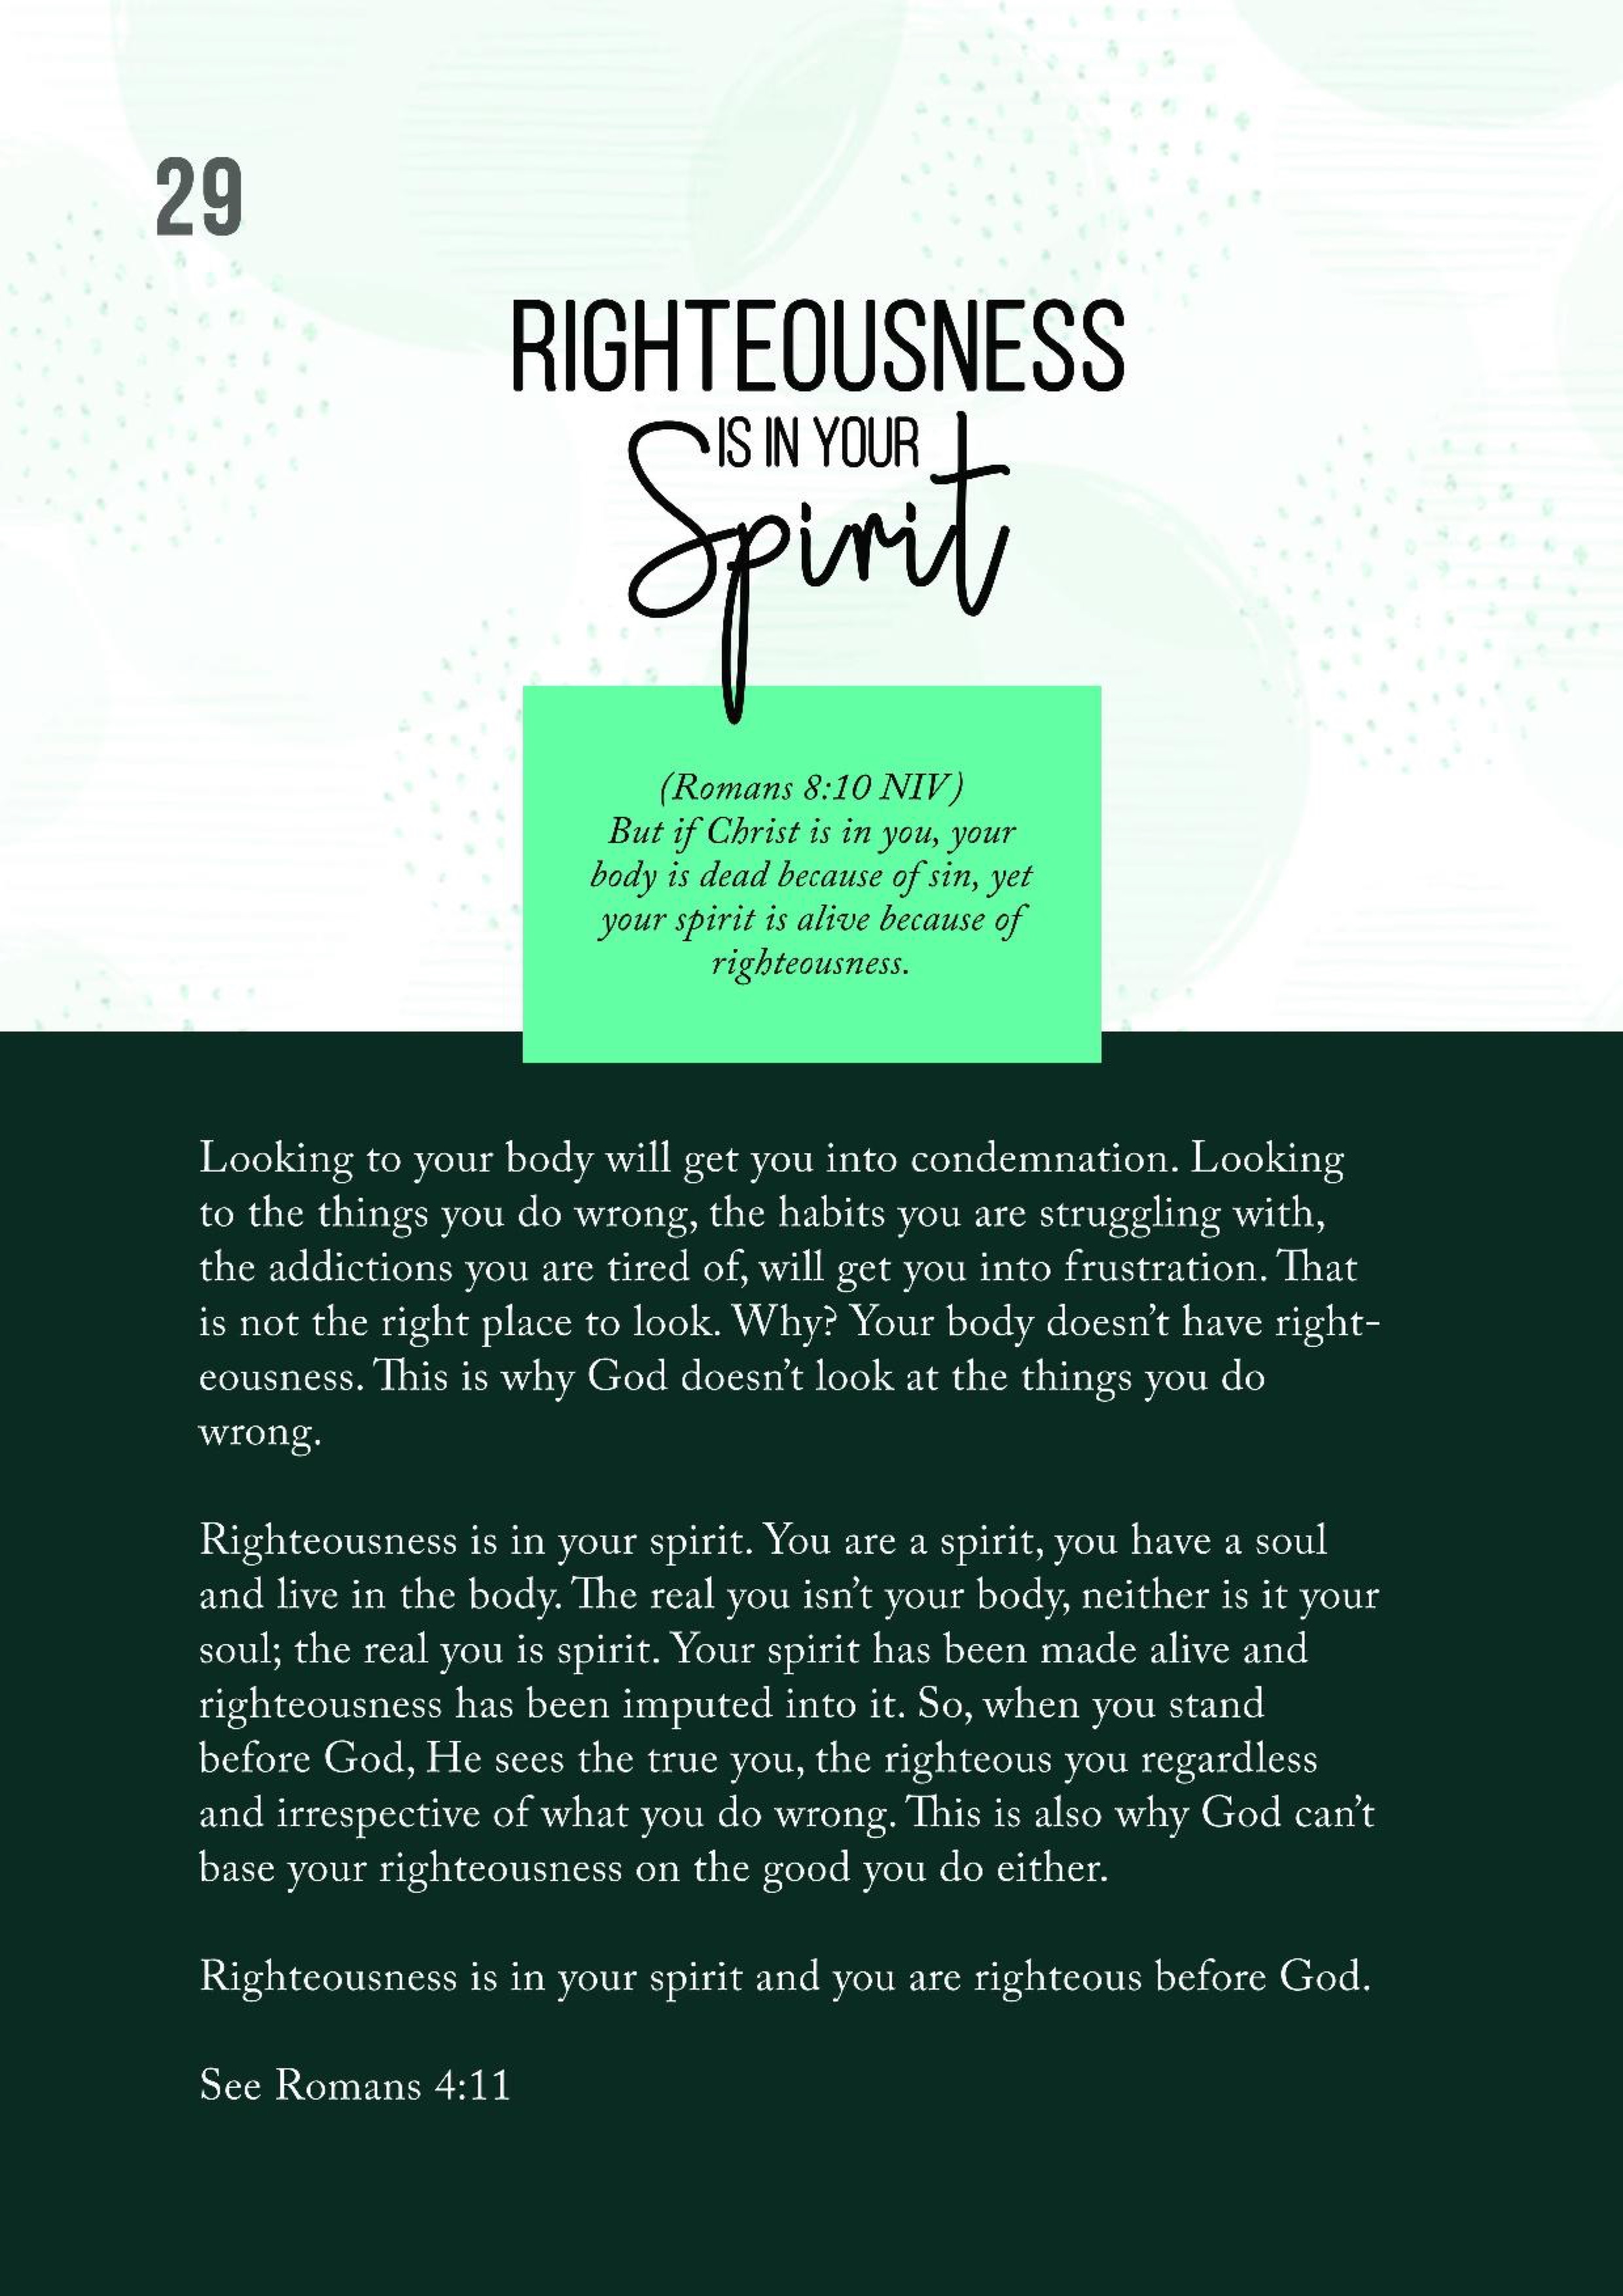 29
RIGHTEOUSNESS
IS IN YOUR
Spirit
(Romans 8:10 NIV)
But if Christ is in you, your
body is dead because of sin, yet
your spirit is alive because of
righteousness.
Looking to your body will get you into condemnation. Looking
to the things you do wrong, the habits you are struggling with,
the addictions you are tired of, will get you into frustration. That
is not the right place to look. Why? Your body doesn’t have right-
eousness. This is why God doesn’t look at the things you do
wrong.
Righteousness is in your spirit. You are a spirit, you have a soul
and live in the body. The real you isn’t your body, neither is it your
soul; the real you is spirit. Your spirit has been made alive and
righteousness has been imputed into it. So, when you stand
before God, He sees the true you, the righteous you regardless
and irrespective of what you do wrong. This is also why God can’t
base your righteousness on the good you do either.
Righteousness is in your spirit and you are righteous before God.
See Romans 4:11